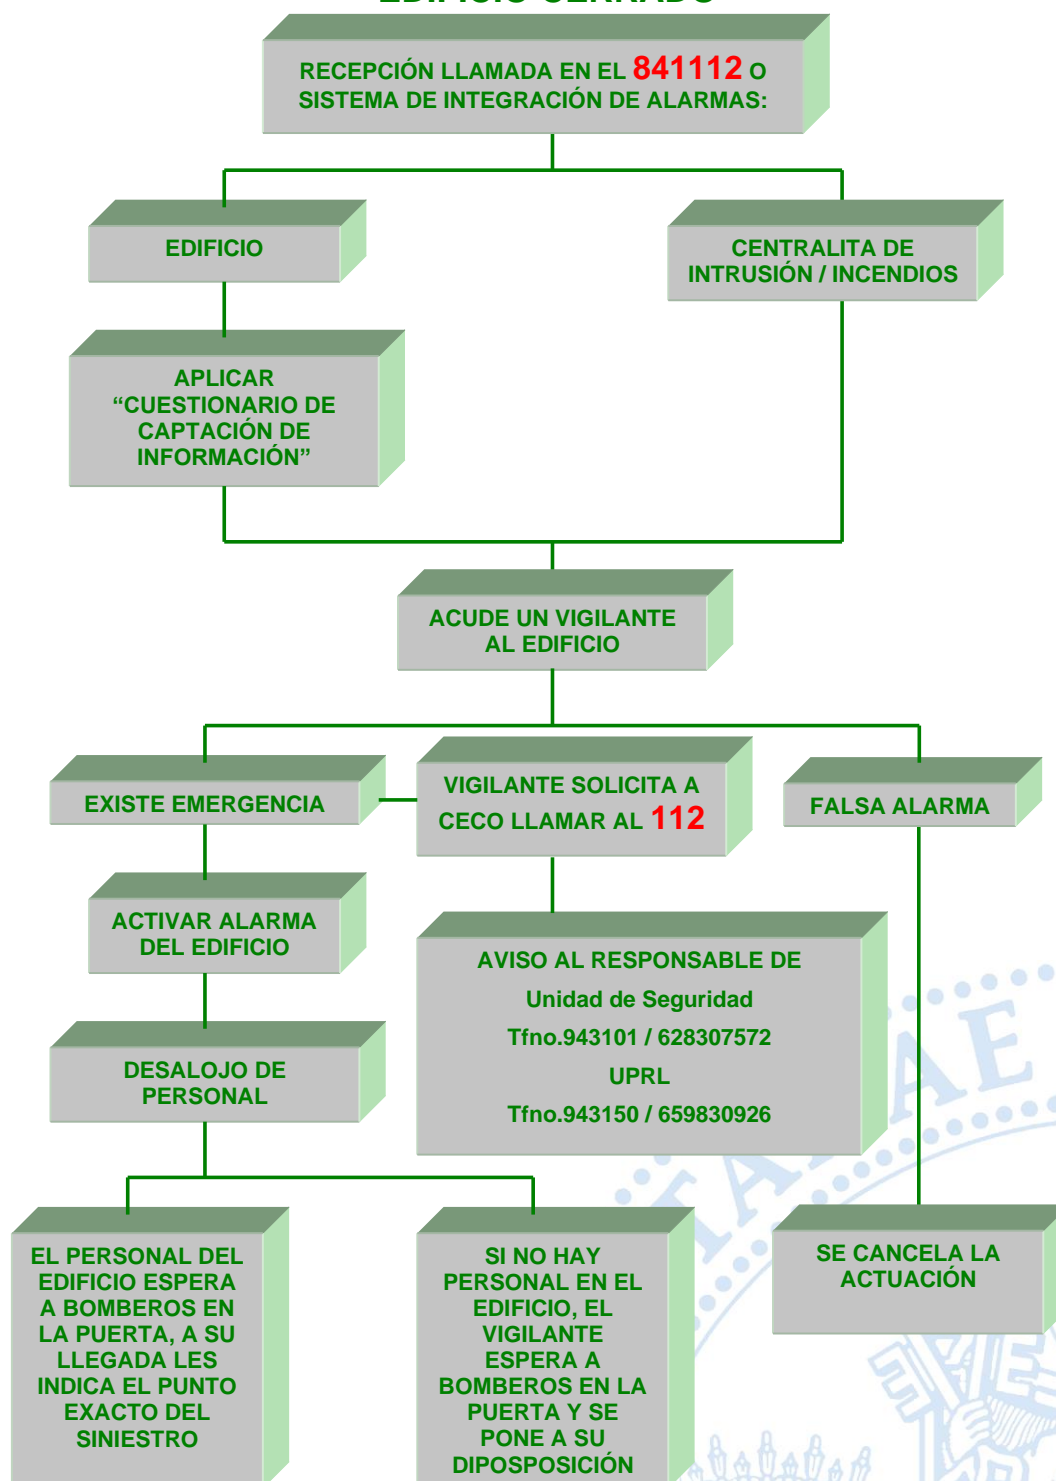 EDIFICIO CERRADO
RECEPCIÓN LLAMADA EN EL 841112 O
SISTEMA DE INTEGRACIÓN DE ALARMAS:
EDIFICIO
CENTRALITA DE
INTRUSIÓN / INCENDIOS
APLICAR
“CUESTIONARIO DE
CAPTACIÓN DE
INFORMACIÓN”
ACUDE UN VIGILANTE
AL EDIFICIO
EXISTE EMERGENCIA
VIGILANTE SOLICITA A
CECO LLAMAR AL 112
FALSA ALARMA
ACTIVAR ALARMA
DEL EDIFICIO
AVISO AL RESPONSABLE DE
Unidad de Seguridad
Tfno.943101 / 628307572
UPRL
Tfno.943150 / 659830926
DESALOJO DE
PERSONAL
EL PERSONAL DEL
EDIFICIO ESPERA
A BOMBEROS EN
LA PUERTA, A SU
LLEGADA LES
INDICA EL PUNTO
EXACTO DEL
SINIESTRO
SI NO HAY
PERSONAL EN EL
EDIFICIO, EL
VIGILANTE
ESPERA A
BOMBEROS EN LA
PUERTA Y SE
PONE A SU
DIPOSPOSICIÓN
SE CANCELA LA
ACTUACIÓN